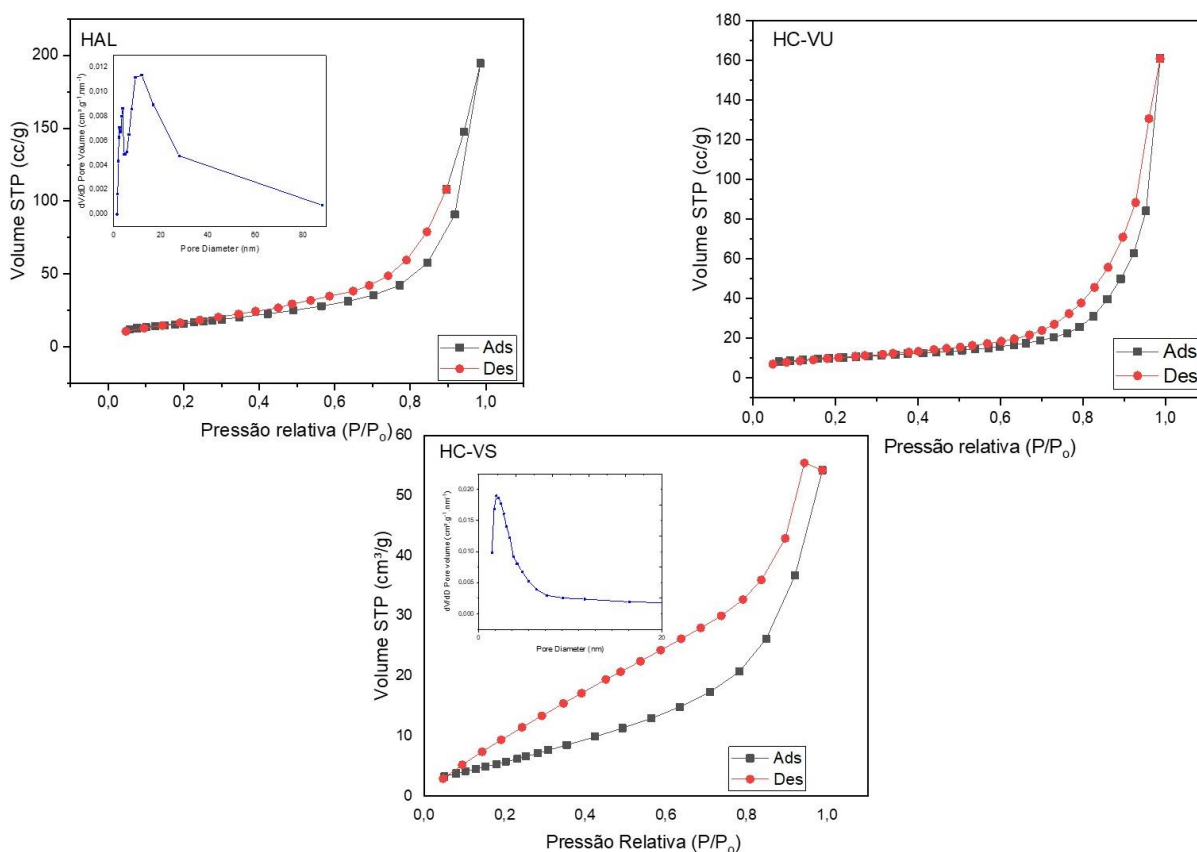 HAL
200
150
100
50
0
Volume STP (cc/g)
0,0 0,2 0,4 0,6 0,8 1,0
Pressão relativa (P/Po)
Ads
Des
0,012
0,010
0,008
0,006
0,004
0,002
0,000
dV/dD Pore Volume (cm³.g⁻¹.nm⁻¹)
0 20 40 60 80
Pore Diameter (nm)
HC-VU
180
160
140
120
100
80
60
40
20
0
-20
Volume STP (cc/g)
0,0 0,2 0,4 0,6 0,8 1,0
Pressão relativa (P/Po)
Ads
Des
HC-VS
60
50
40
30
20
10
0
Volume STP (cm³/g)
0,0 0,2 0,4 0,6 0,8 1,0
Pressão Relativa (P/Po)
Ads
Des
0,020
0,015
0,010
0,005
0,000
dV/dD Pore volume (cm³.g⁻¹.nm⁻¹)
0 20
Pore Diameter (nm)